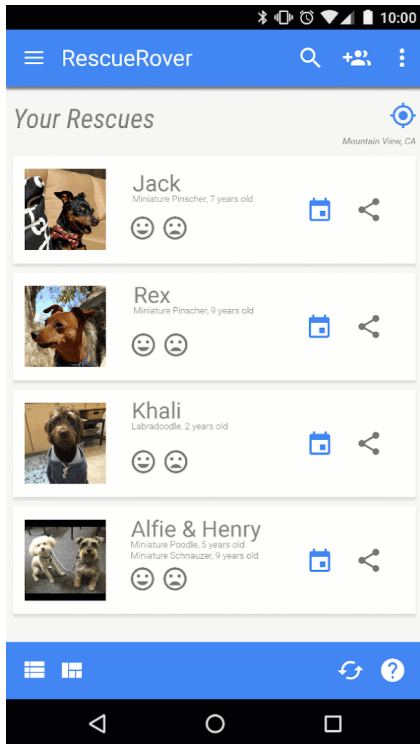 10:00
RescueRover
Your Rescues
Mountain View, CA
Jack
Miniature Pinscher, 7 years old
Rex
Miniature Pinscher, 9 years old
Khali
Labradoodle, 2 years old
Alfie & Henry
Miniature Poodle, 5 years old
Miniature Schnauzer, 9 years old